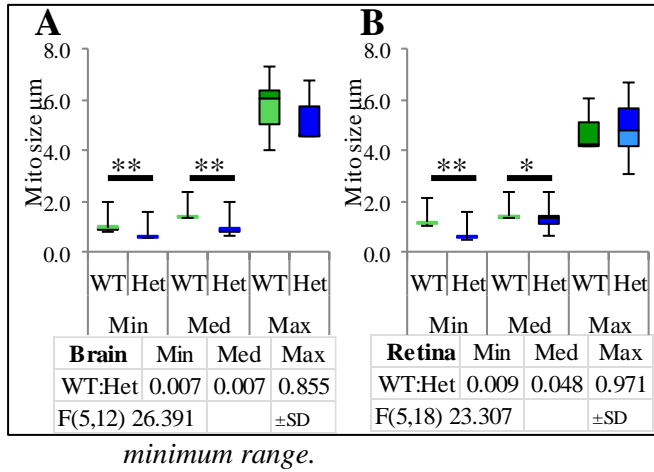 A
B
8.0
6.0
4.0
2.0
0.0
Mito size µm
** **
WT Het WT Het WT Het
Min Med Max
Brain Min Med Max
WT:Het 0.007 0.007 0.855
F(5,12) 26.391 ±SD
8.0
6.0
4.0
2.0
0.0
Mito size µm
** *
WT Het WT Het WT Het
Min Med Max
Retina Min Med Max
WT:Het 0.009 0.048 0.971
F(5,18) 23.307 ±SD
minimum range.